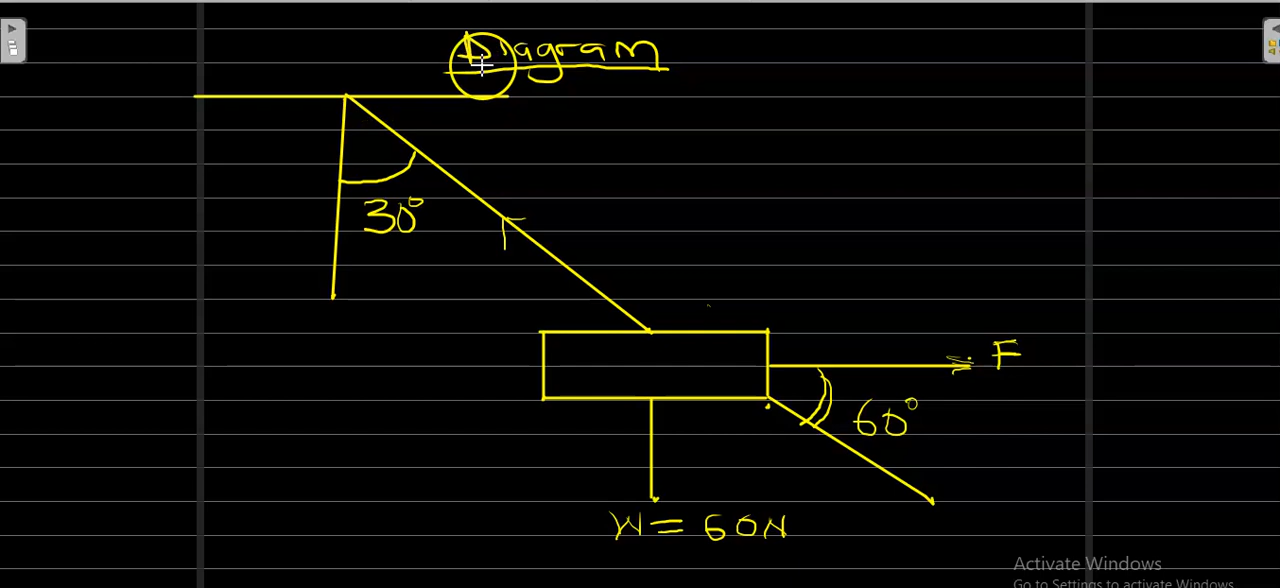 Diagram
30°
F
60°
W = 60N
Activate Windows
Go to Settings to activate Windows.